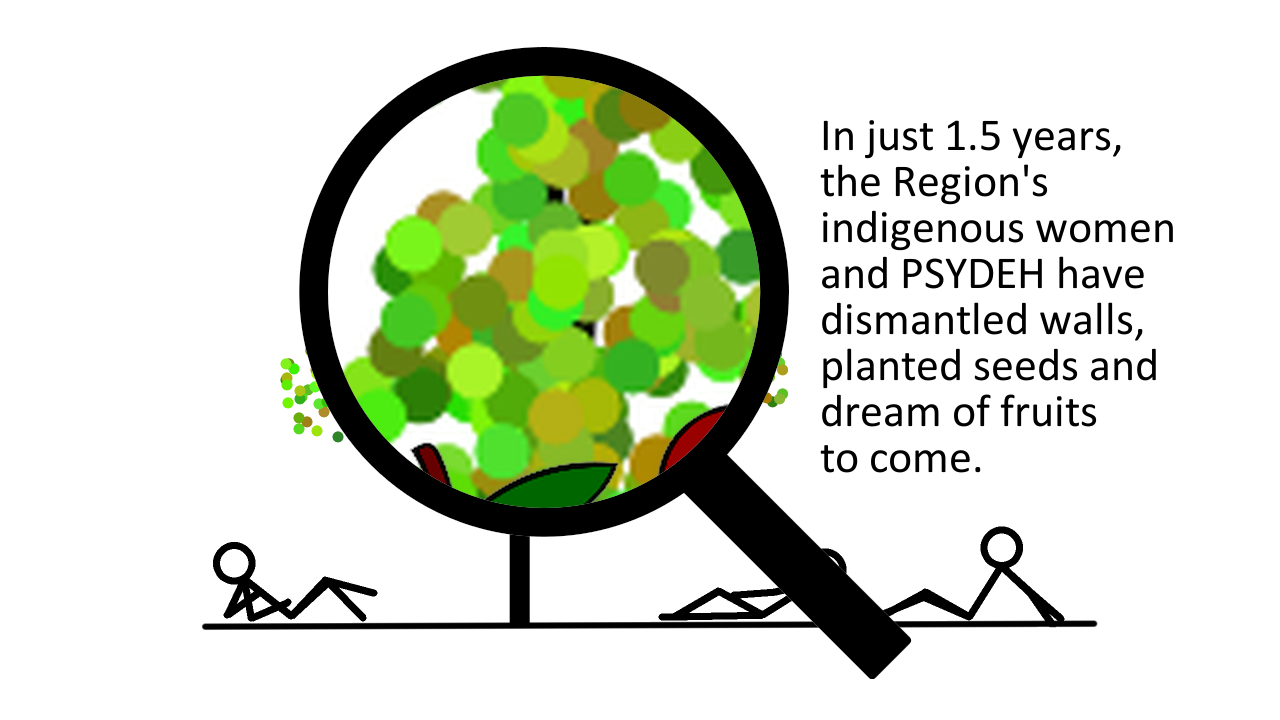 In just 1.5 years,
the Region's
indigenous women
and PSYDEH have
dismantled walls,
planted seeds and
dream of fruits
to come.